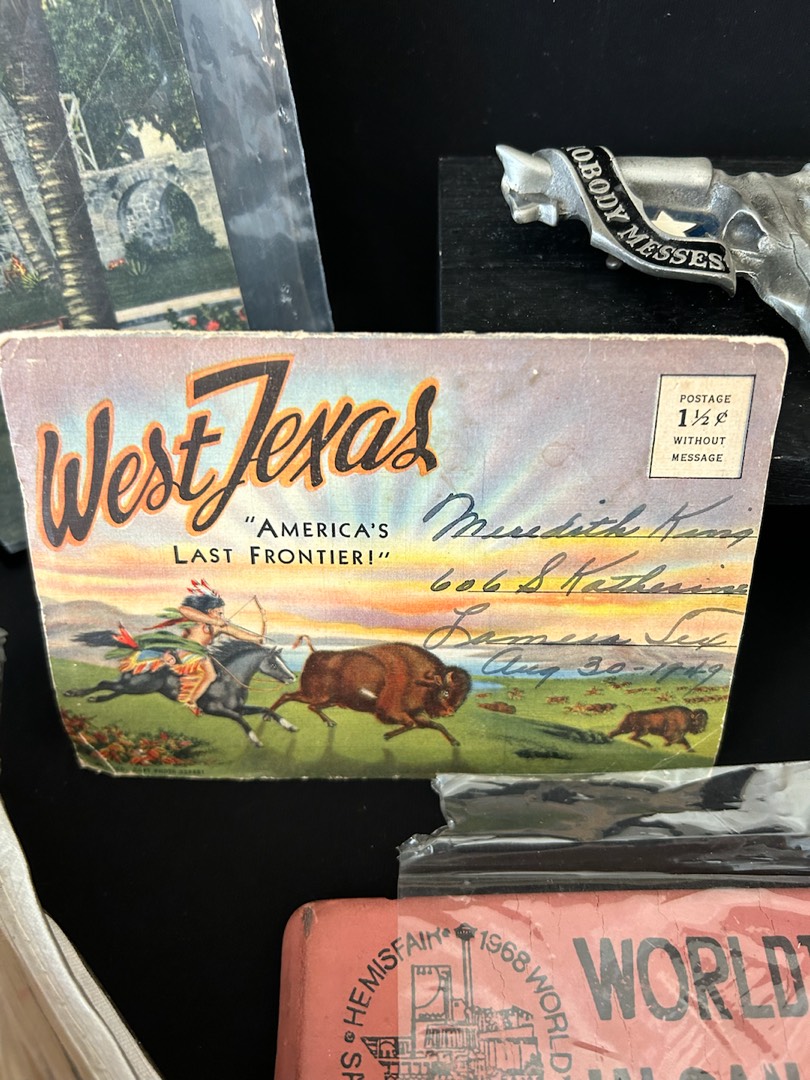 NOBODY MESSES
West Texas
"AMERICA'S
LAST FRONTIER!"
POSTAGE
1½¢
WITHOUT
MESSAGE
Meredith King
606 S Katherine
Lamesa Tex
Aug 30-1949
HEMISFAIR 1968 WORLD
WORLD